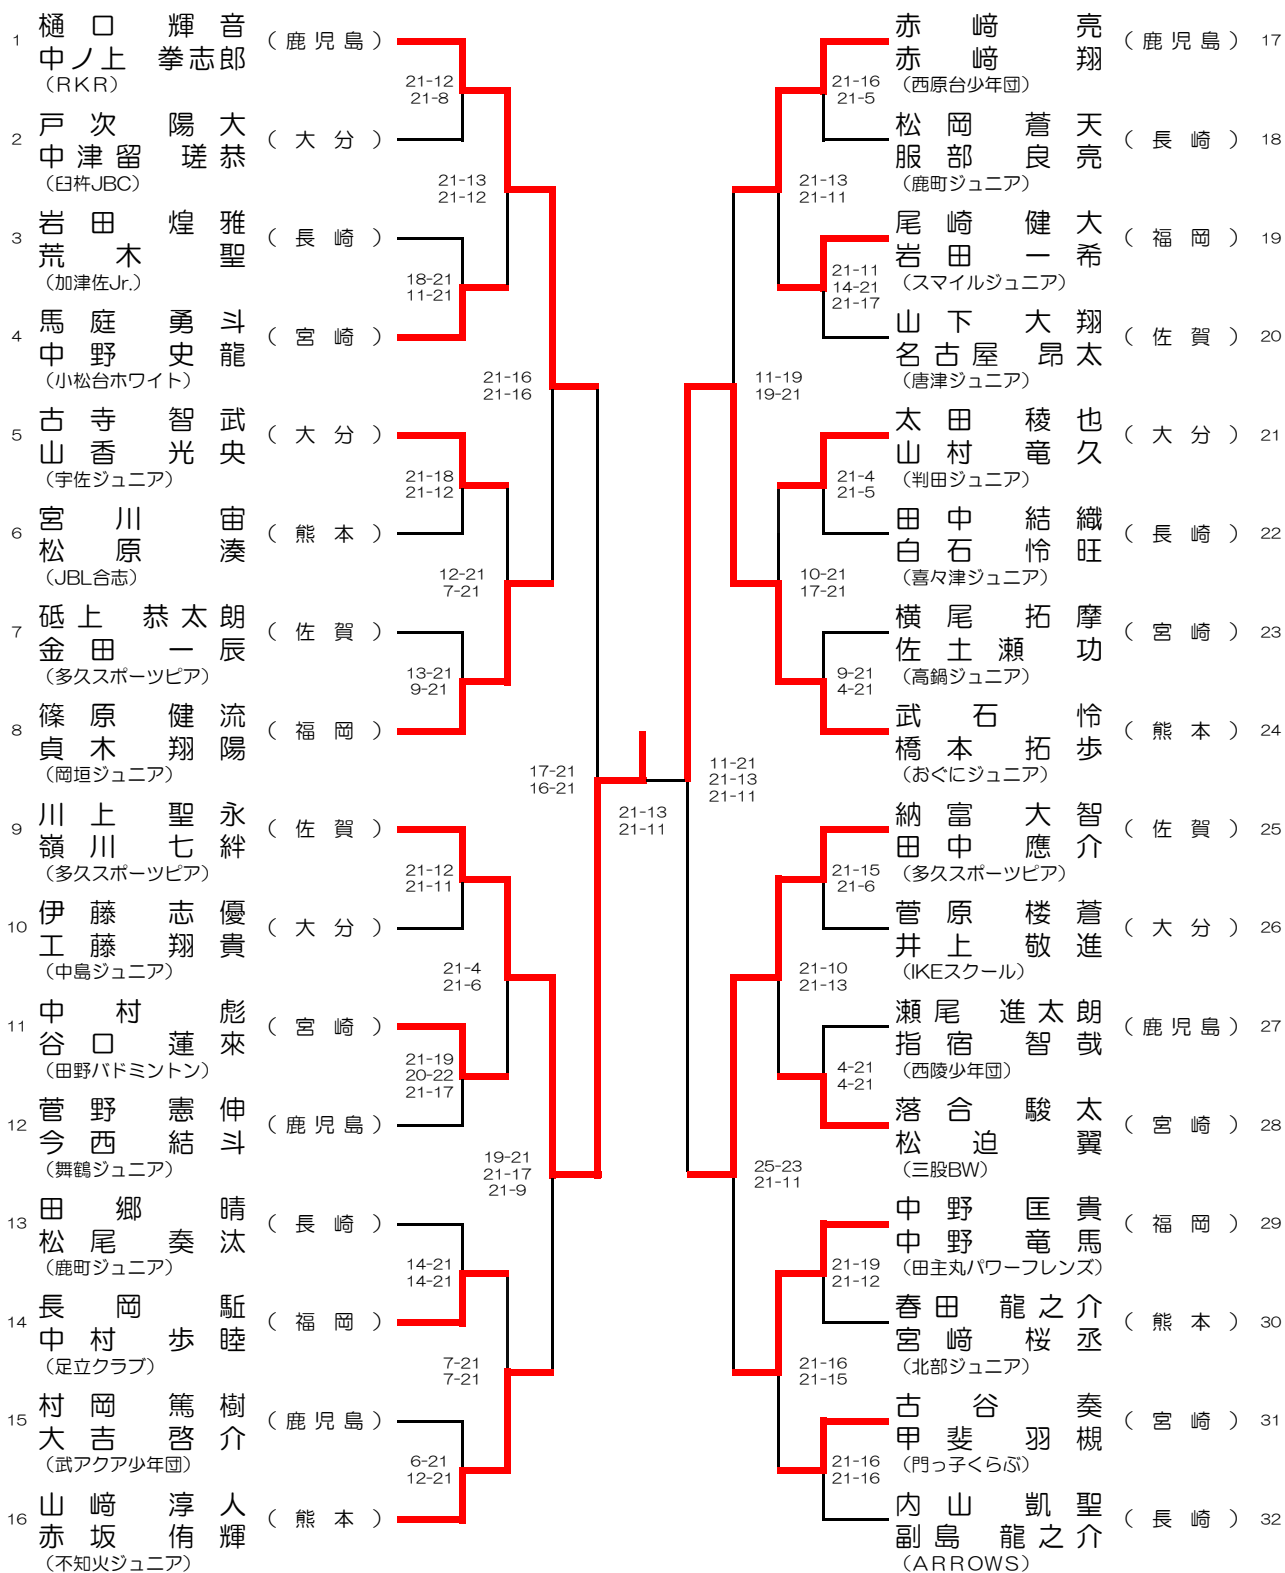 1 樋口 輝音
中ノ上 拳志郎
(RKR)
(鹿児島)
2 戸次 陽大
中津留 瑳恭
(臼杵JBC)
(大分)
3 岩田 煌雅
荒木 聖
(加津佐Jr.)
(長崎)
4 馬庭 勇斗
中野 史龍
(小松台ホワイト)
(宮崎)
5 古寺 智武
山香 光央
(宇佐ジュニア)
(大分)
6 宮川 宙
松原 湊
(JBL合志)
(熊本)
7 砥上 恭太朗
金田 一辰
(多久スポーツピア)
(佐賀)
8 篠原 健流
貞木 翔陽
(岡垣ジュニア)
(福岡)
9 川上 聖永
嶺川 七絆
(多久スポーツピア)
(佐賀)
10 伊藤 志優
工藤 翔貴
(中島ジュニア)
(大分)
11 中村 彪
谷口 蓮來
(田野バドミントン)
(宮崎)
12 菅野 憲伸
今西 結斗
(舞鶴ジュニア)
(鹿児島)
13 田郷 晴
松尾 奏汰
(鹿町ジュニア)
(長崎)
14 長岡 駈
中村 歩睦
(足立クラブ)
(福岡)
15 村岡 篤樹
大吉 啓介
(武アクア少年団)
(鹿児島)
16 山﨑 淳人
赤坂 侑輝
(不知火ジュニア)
(熊本)
21-12
21-8
18-21
11-21
21-18
21-12
13-21
9-21
21-12
21-11
21-19
20-22
21-17
14-21
14-21
6-21
12-21
21-13
21-12
12-21
7-21
21-4
21-6
7-21
7-21
21-16
21-16
19-21
21-17
21-9
17-21
16-21
21-13
21-11
11-21
21-13
21-11
11-19
19-21
25-23
21-11
21-13
21-11
10-21
17-21
21-10
21-13
21-16
21-15
21-16
21-5
21-11
14-21
21-17
21-4
21-5
9-21
4-21
21-15
21-6
4-21
4-21
21-19
21-12
21-16
21-16
赤﨑 亮
赤﨑 翔
(西原台少年団)
(鹿児島) 17
松岡 蒼天
服部 良亮
(鹿町ジュニア)
(長崎) 18
尾崎 健大
岩田 一希
(スマイルジュニア)
(福岡) 19
山下 大翔
名古屋 昂太
(唐津ジュニア)
(佐賀) 20
太田 稜也
山村 竜久
(判田ジュニア)
(大分) 21
田中 結織
白石 怜旺
(喜々津ジュニア)
(長崎) 22
横尾 拓摩
佐土瀬 功
(高鍋ジュニア)
(宮崎) 23
武石 怜
橋本 拓歩
(おぐにジュニア)
(熊本) 24
納富 大智
田中 應介
(多久スポーツピア)
(佐賀) 25
菅原 楼蒼
井上 敬進
(IKEスクール)
(大分) 26
瀬尾 進太朗
指宿 智哉
(西陵少年団)
(鹿児島) 27
落合 駿太
松迫 翼
(三股BW)
(宮崎) 28
中野 匡貴
中野 竜馬
(田主丸パワーフレンズ)
(福岡) 29
春田 龍之介
宮﨑 桜丞
(北部ジュニア)
(熊本) 30
古谷 奏
甲斐 羽槻
(門っ子くらぶ)
(宮崎) 31
内山 凱聖
副島 龍之介
(ARROWS)
(長崎) 32